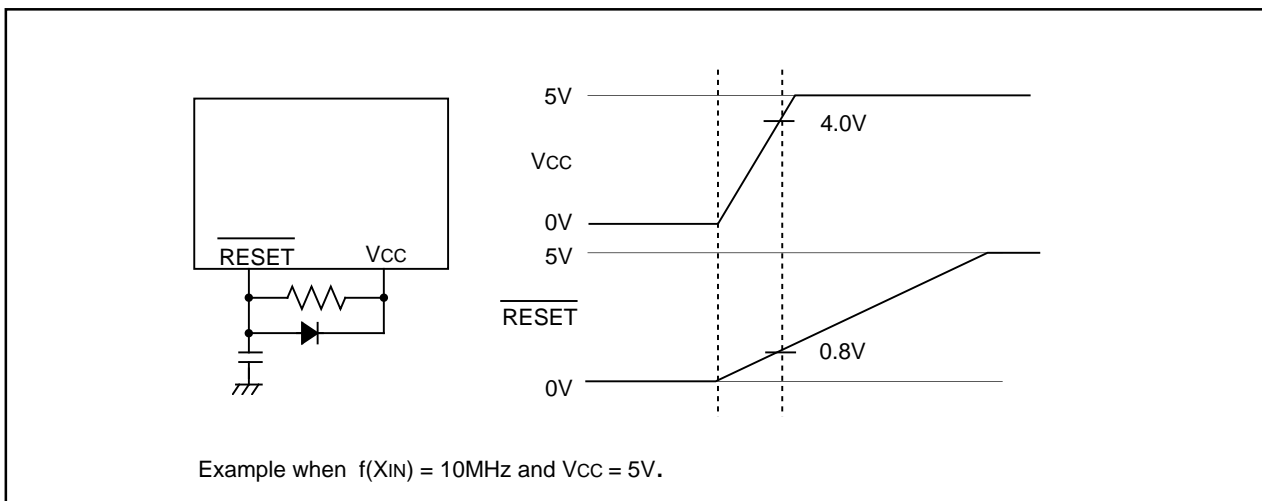 RESET VCC
5V
4.0V
VCC
0V
5V
RESET
0.8V
0V
Example when f(XIN) = 10MHz and VCC = 5V.